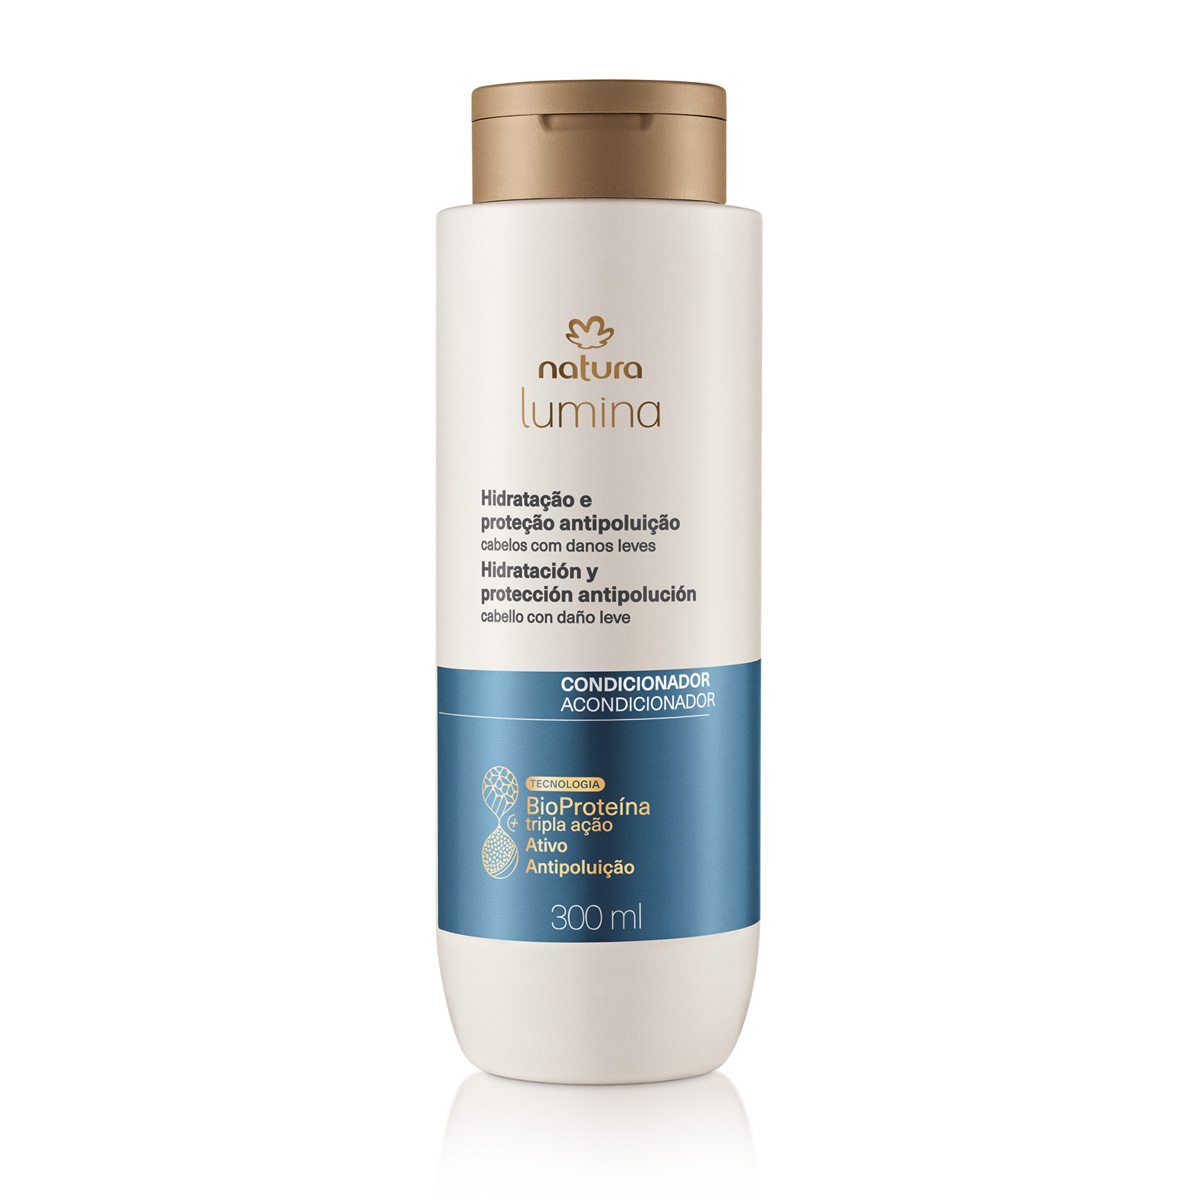 natura
lumina
Hidratação e
proteção antipoluição
cabelos com danos leves
Hidratación y
protección antipolución
cabello con daño leve
CONDICIONADOR
ACONDICIONADOR
TECNOLOGIA
BioProteína
tripla ação
+
Ativo
Antipoluição
300 ml